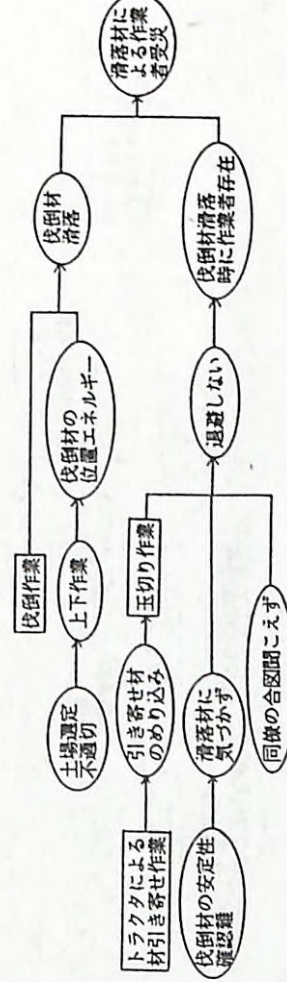 滑落材に
よる作業
者受災
伐倒材
滑落
伐倒材滑落
時に作業者存在
伐倒作業
伐倒材の
位置エネルギー
退避しない
上下作業
玉切り作業
土場選定
不適切
引き寄せ材
のめり込み
滑落材に
気づかず
同僚の合図聞こえず
トラクタによる
材引き寄せ作業
伐倒材の安定性
確認難